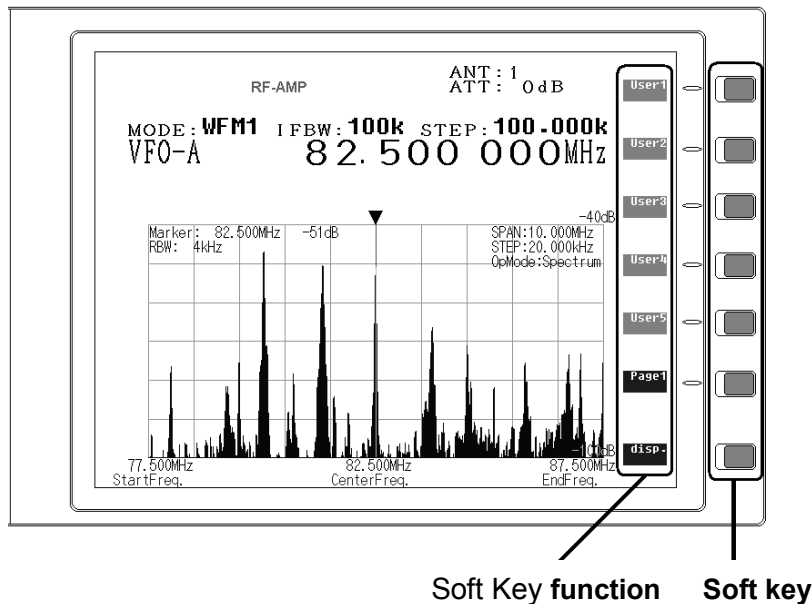 ANT:1
RF-AMP
ATT: 0dB
User1
MODE:WFM1 IFBW:100k STEP:100.000k
VFO-A 82.500 000MHz
User2
User3
-40dB
Marker: 82.500MHz -51dB
SPAN:10.000MHz
RBW: 4kHz
STEP:20.000kHz
OpMode:Spectrum
User4
User5
Page1
disp.
-100dB
77.500MHz 82.500MHz 87.500MHz
StartFreq. CenterFreq. EndFreq.
Soft Key function Soft key